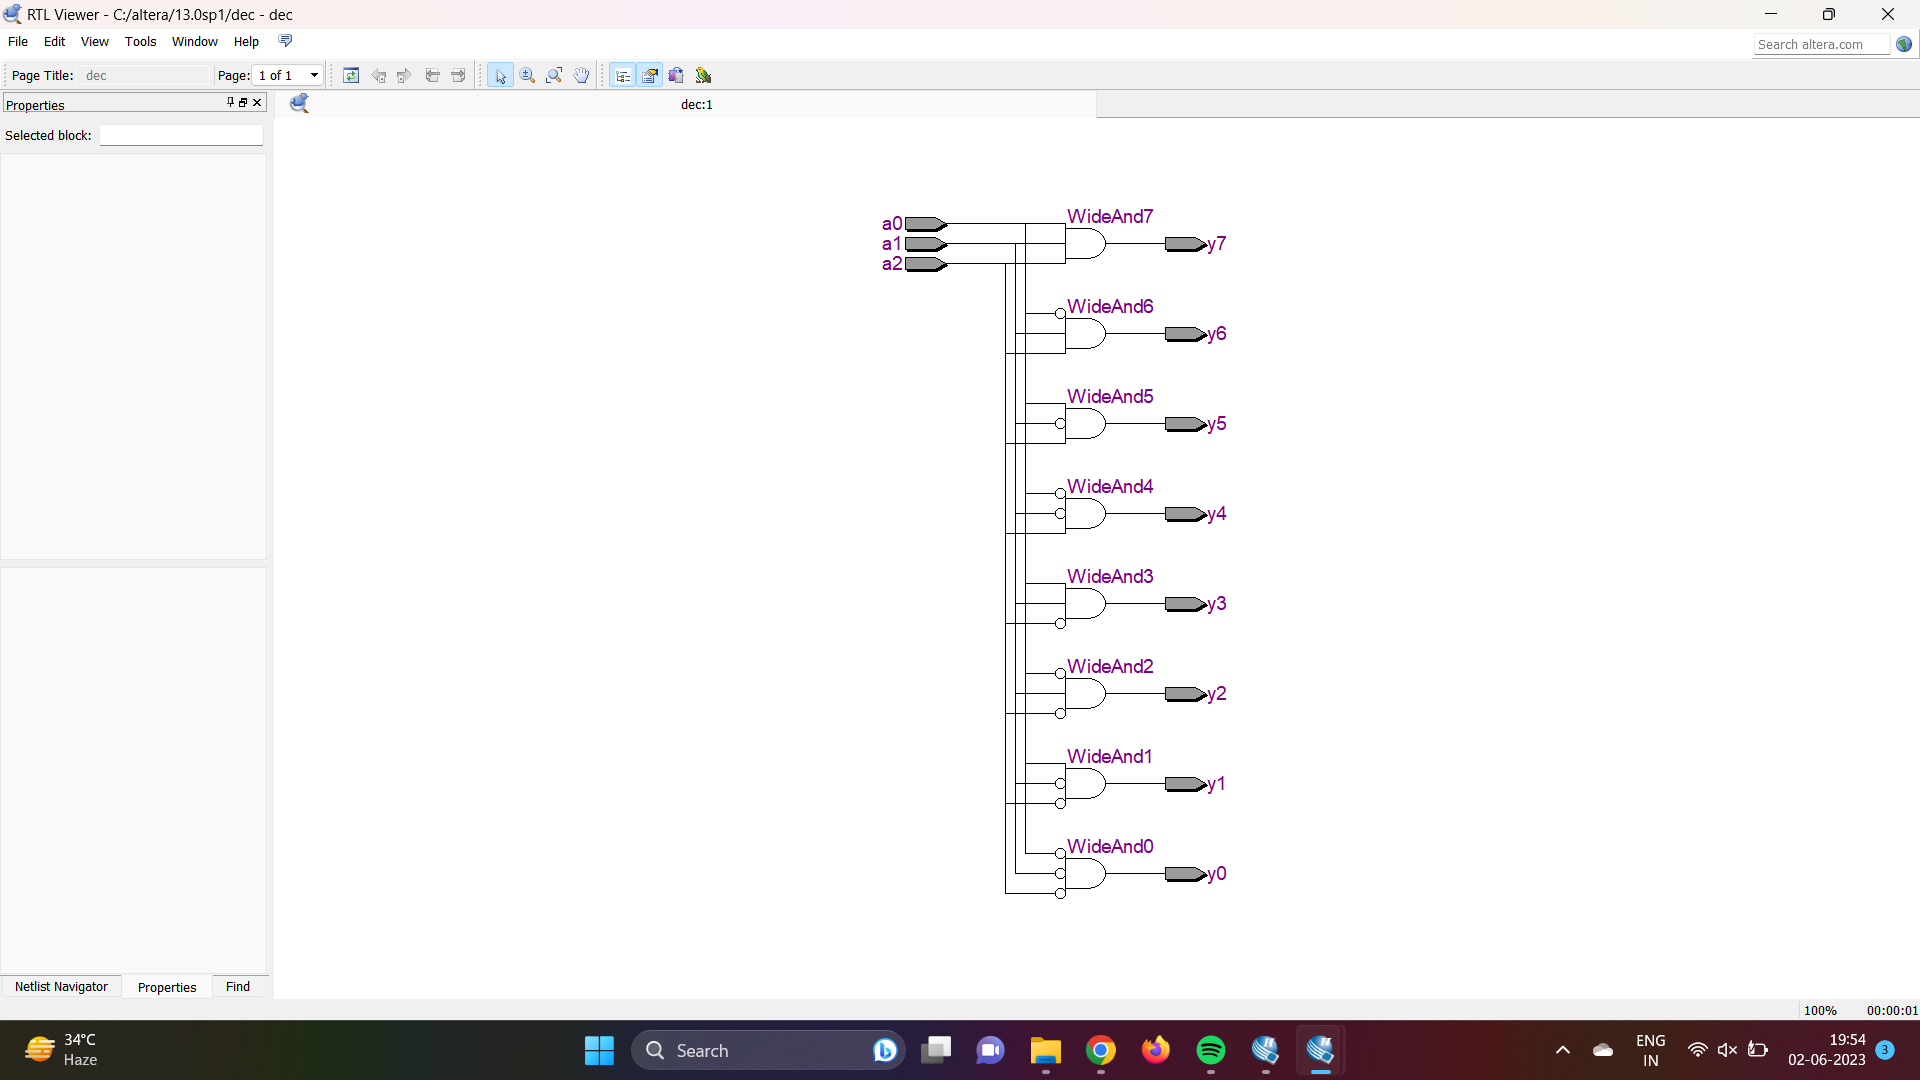 RTL Viewer - C:/altera/13.0sp1/dec - dec
File Edit View Tools Window Help
Search altera.com
Page Title: dec Page: 1 of 1
Properties
dec:1
Selected block:
a0
a1
a2
WideAnd7
y7
WideAnd6
y6
WideAnd5
y5
WideAnd4
y4
WideAnd3
y3
WideAnd2
y2
WideAnd1
y1
WideAnd0
y0
Netlist Navigator Properties Find
100% 00:00:01
34°C
Haze
Search
ENG
IN
19:54
02-06-2023
3